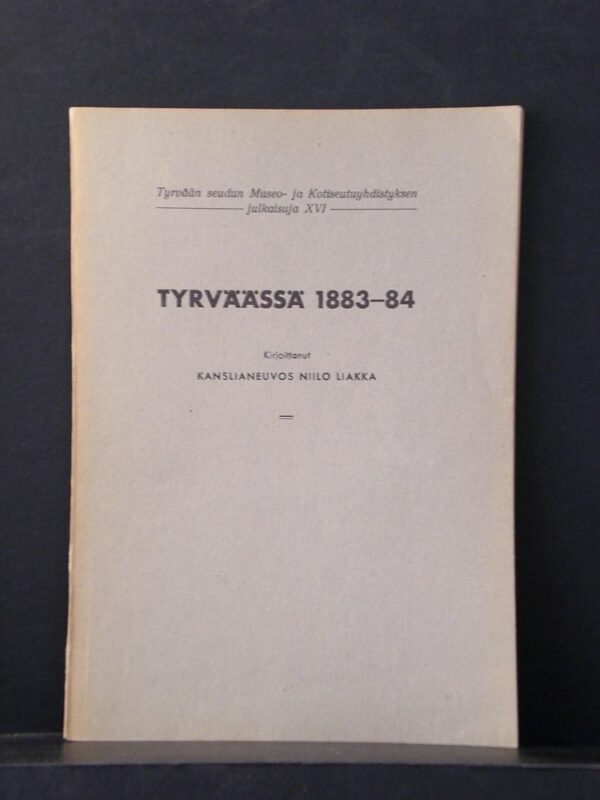 Tyrvään seudun Museo- ja Kotiseutuyhdistyksen
julkaisuja XVI
TYRVÄÄSSÄ 1883–84
Kirjoittanut
KANSLIANEUVOS NIILO LIAKKA